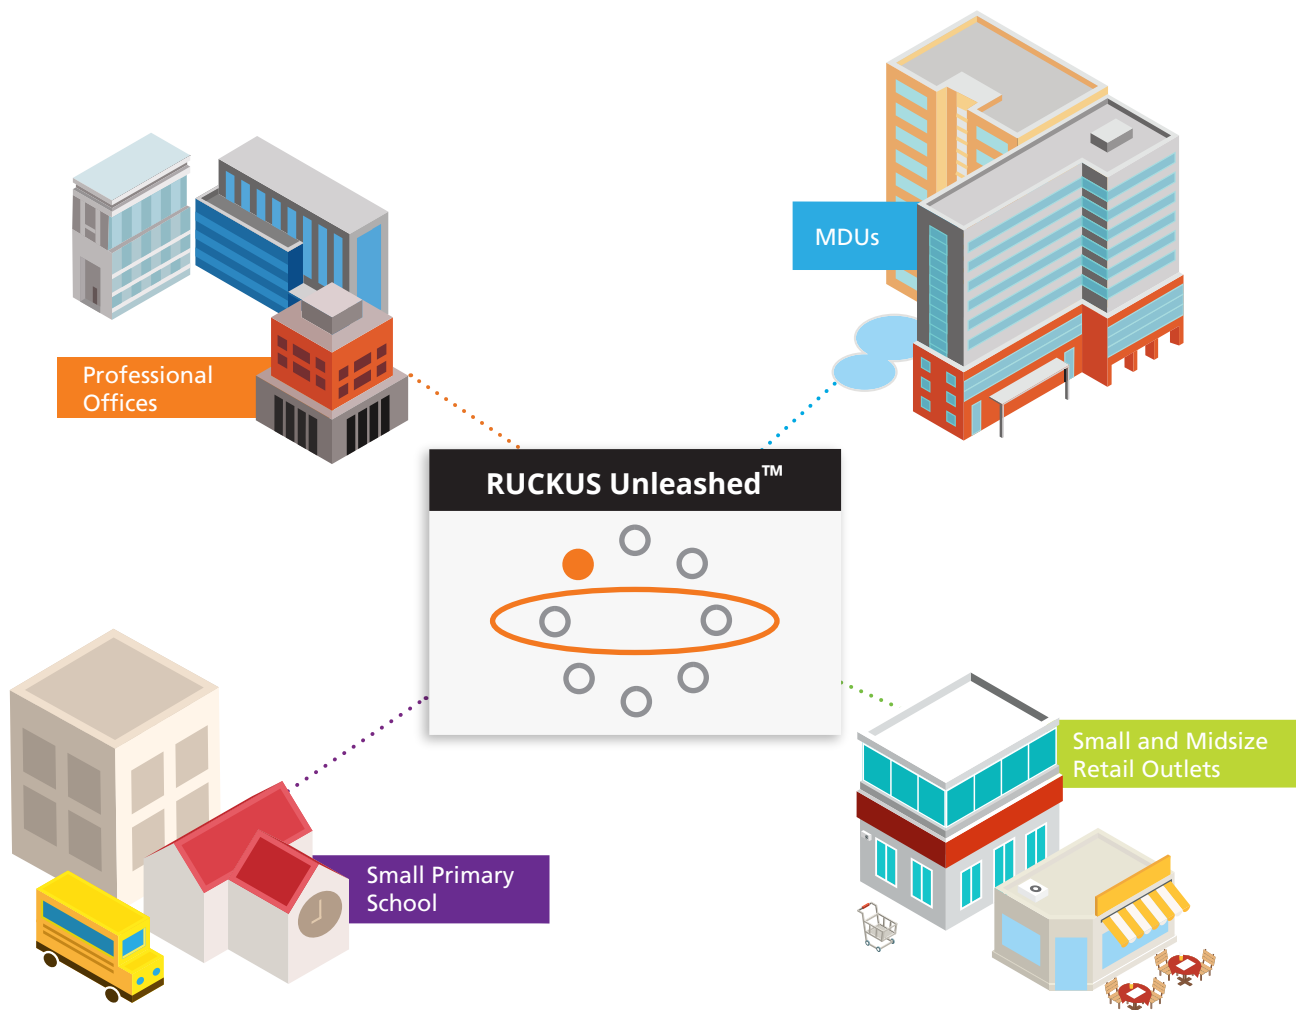 MDUs
Professional
Offices
RUCKUS Unleashed™
Small and Midsize
Retail Outlets
Small Primary
School